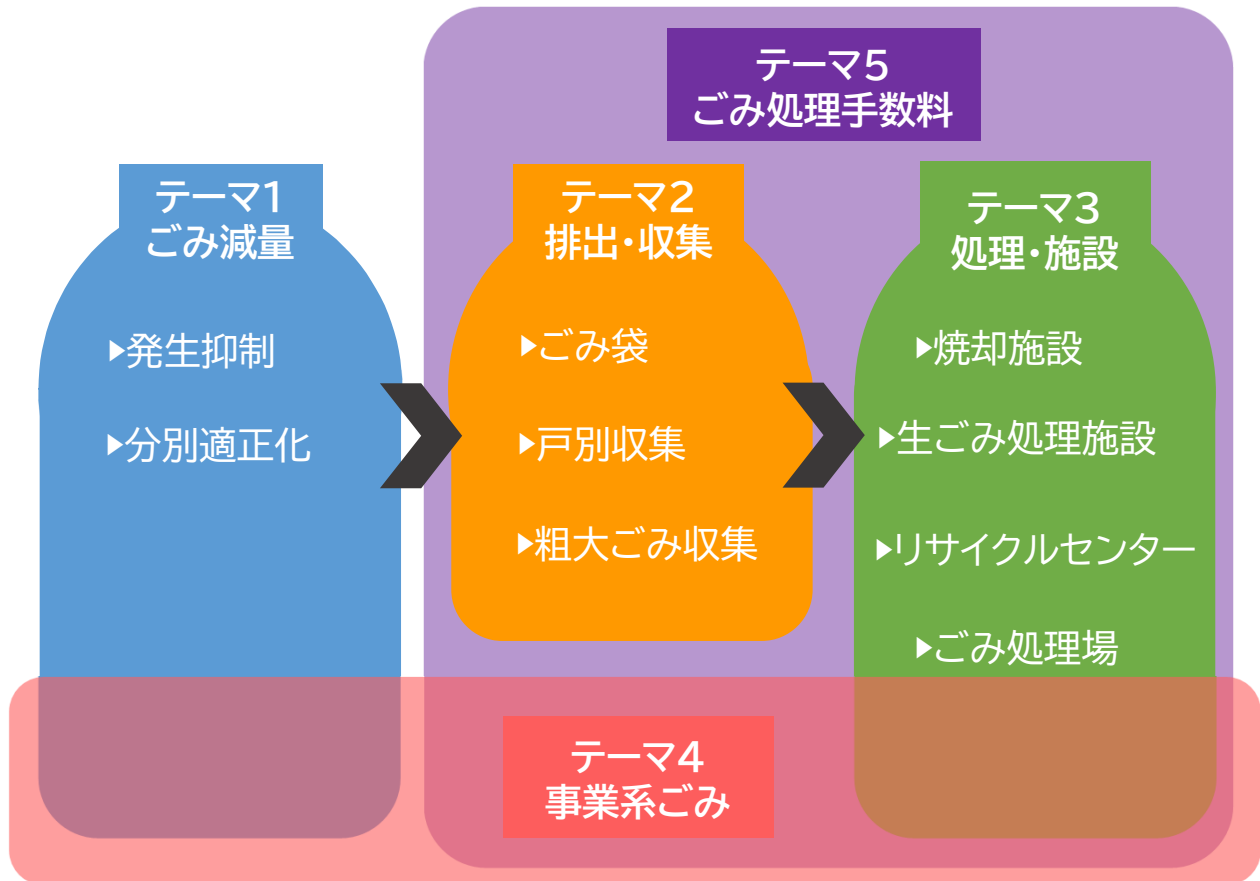 テーマ5
ごみ処理手数料
テーマ1
ごみ減量
▶発生抑制
▶分別適正化
テーマ2
排出・収集
▶ごみ袋
▶戸別収集
▶粗大ごみ収集
テーマ3
処理・施設
▶焼却施設
▶生ごみ処理施設
▶リサイクルセンター
▶ごみ処理場
テーマ4
事業系ごみ